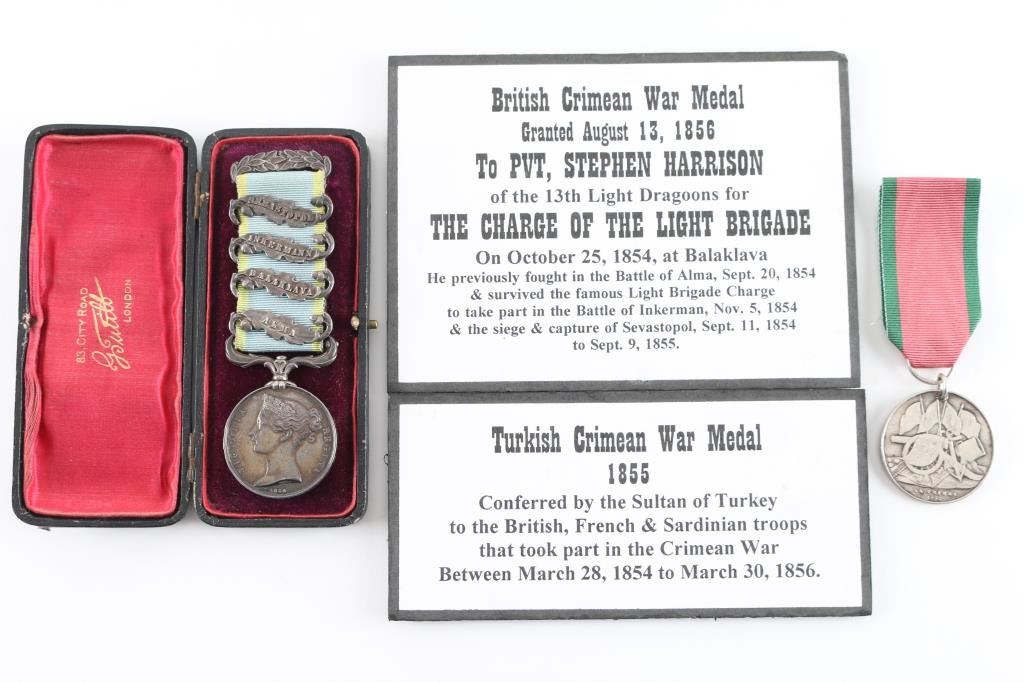 83, CITY ROAD
LONDON
SEBASTOPOL
INKERMANN
BALAKLAVA
ALMA
VICTORIA
REGINA
1854
British Crimean War Medal
Granted August 13, 1856
To PVT, STEPHEN HARRISON
of the 13th Light Dragoons for
THE CHARGE OF THE LIGHT BRIGADE
On October 25, 1854, at Balaklava
He previously fought in the Battle of Alma, Sept. 20, 1854
& survived the famous Light Brigade Charge
to take part in the Battle of Inkerman, Nov. 5, 1854
& the siege & capture of Sevastopol, Sept. 11, 1854
to Sept. 9, 1855.
Turkish Crimean War Medal
1855
Conferred by the Sultan of Turkey
to the British, French & Sardinian troops
that took part in the Crimean War
Between March 28, 1854 to March 30, 1856.